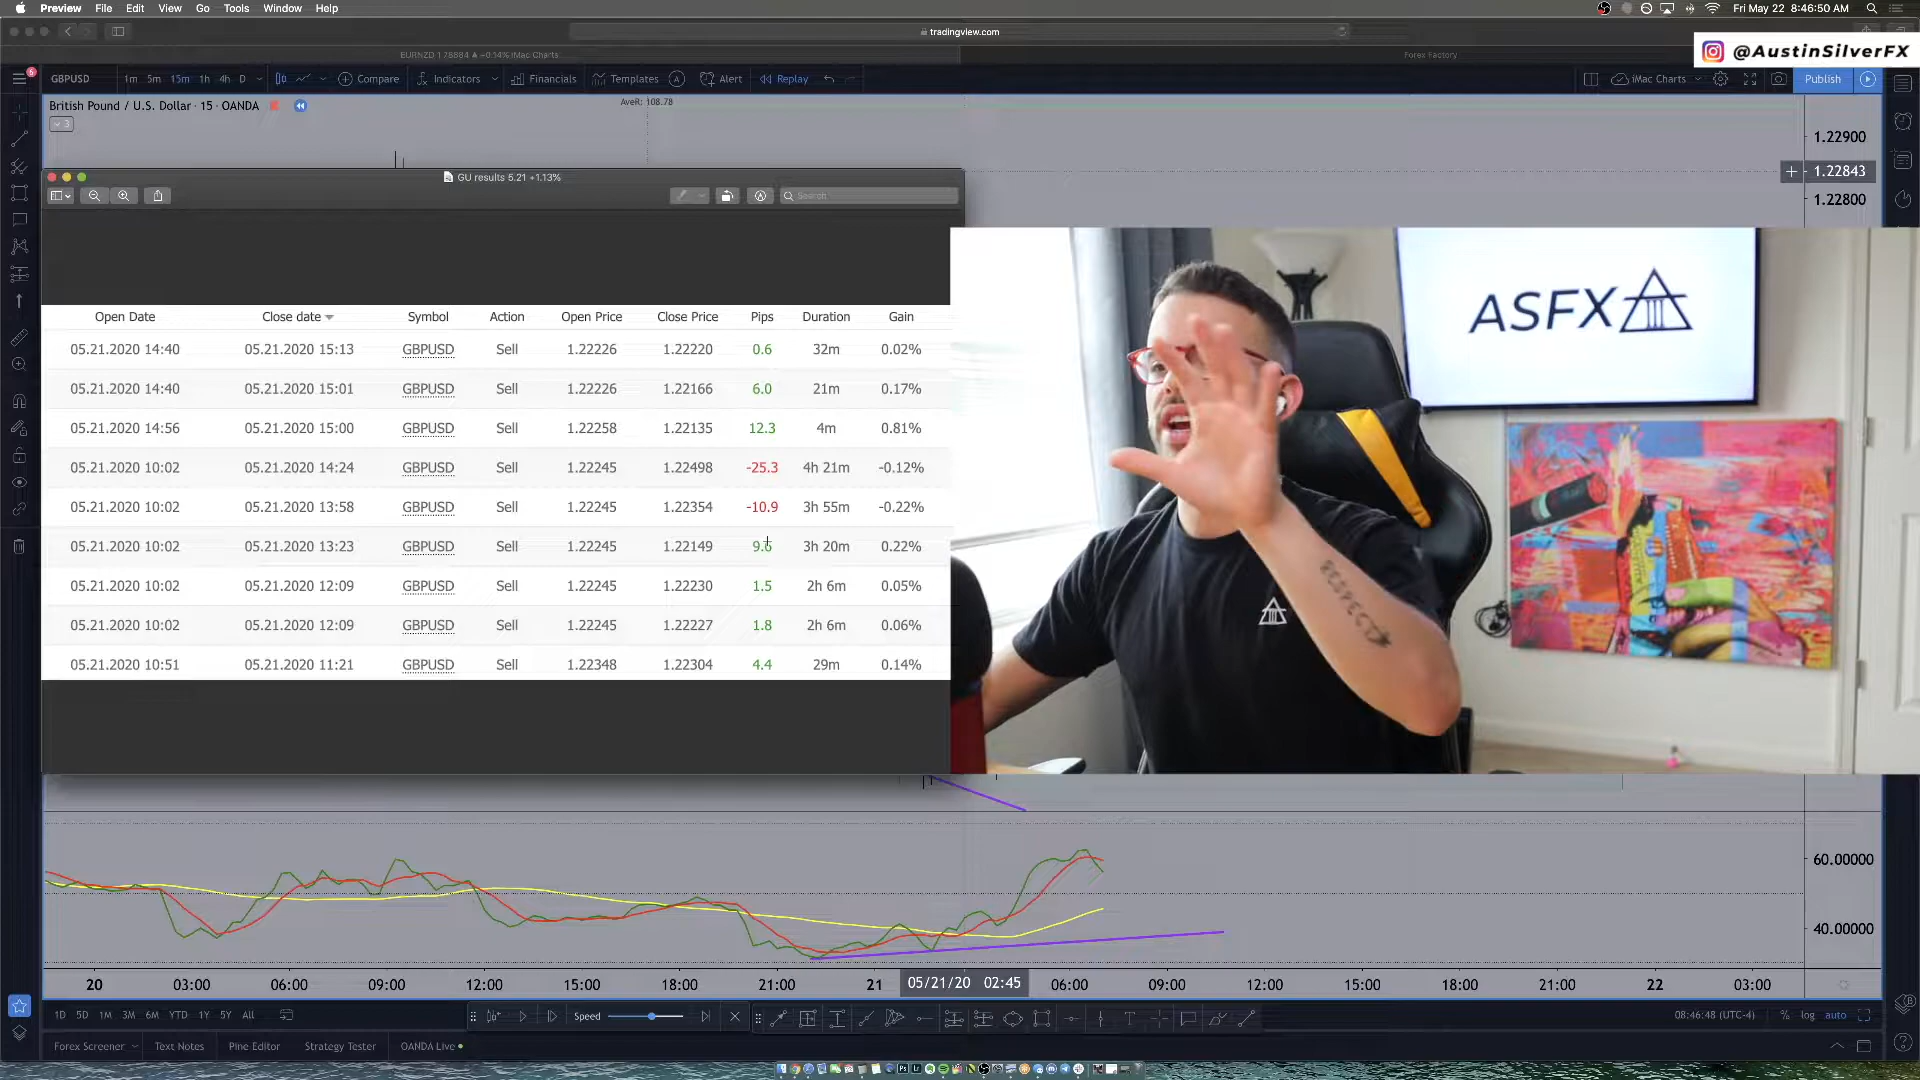 Preview File Edit View Go Tools Window Help
Fri May 22 8:46:50 AM
tradingview.com
EURNZD 1.78684 ▲ +0.14% iMac Charts
Forex Factory
@AustinSilverFX
GBPUSD 1m 5m 15m 1h 4h D Compare Indicators Financials Templates Alert Replay iMac Charts Publish
British Pound / U.S. Dollar · 15 · OANDA
AveR: 108.78
3
1.22900
1.22843
1.22800
GU results 5.21 +1.13%
Search
Open Date Close date Symbol Action Open Price Close Price Pips Duration Gain
05.21.2020 14:40 05.21.2020 15:13 GBPUSD Sell 1.22226 1.22220 0.6 32m 0.02%
05.21.2020 14:40 05.21.2020 15:01 GBPUSD Sell 1.22226 1.22166 6.0 21m 0.17%
05.21.2020 14:56 05.21.2020 15:00 GBPUSD Sell 1.22258 1.22135 12.3 4m 0.81%
05.21.2020 10:02 05.21.2020 14:24 GBPUSD Sell 1.22245 1.22498 -25.3 4h 21m -0.12%
05.21.2020 10:02 05.21.2020 13:58 GBPUSD Sell 1.22245 1.22354 -10.9 3h 55m -0.22%
05.21.2020 10:02 05.21.2020 13:23 GBPUSD Sell 1.22245 1.22149 9.6 3h 20m 0.22%
05.21.2020 10:02 05.21.2020 12:09 GBPUSD Sell 1.22245 1.22230 1.5 2h 6m 0.05%
05.21.2020 10:02 05.21.2020 12:09 GBPUSD Sell 1.22245 1.22227 1.8 2h 6m 0.06%
05.21.2020 10:51 05.21.2020 11:21 GBPUSD Sell 1.22348 1.22304 4.4 29m 0.14%
ASFX
60.00000
40.00000
20 03:00 06:00 09:00 12:00 15:00 18:00 21:00 21 05/21/20 02:45 06:00 09:00 12:00 15:00 18:00 21:00 22 03:00
1D 5D 1M 3M 6M YTD 1Y 5Y All
Speed
08:46:48 (UTC-4) % log auto
Forex Screener Text Notes Pine Editor Strategy Tester OANDA Live